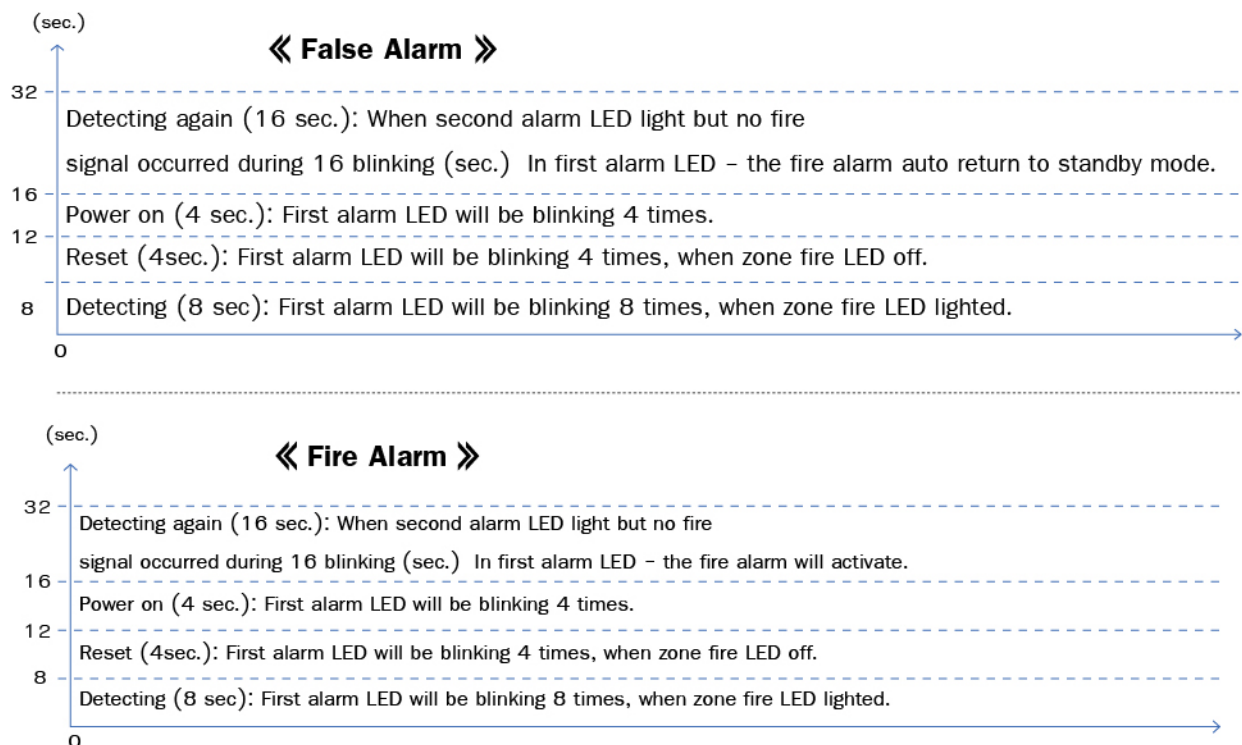 (sec.)
« False Alarm »
32
Detecting again (16 sec.): When second alarm LED light but no fire
signal occurred during 16 blinking (sec.)  In first alarm LED – the fire alarm auto return to standby mode.
16
Power on (4 sec.): First alarm LED will be blinking 4 times.
12
Reset (4sec.): First alarm LED will be blinking 4 times, when zone fire LED off.
8
Detecting (8 sec): First alarm LED will be blinking 8 times, when zone fire LED lighted.
0
(sec.)
« Fire Alarm »
32
Detecting again (16 sec.): When second alarm LED light but no fire
signal occurred during 16 blinking (sec.)  In first alarm LED – the fire alarm will activate.
16
Power on (4 sec.): First alarm LED will be blinking 4 times.
12
Reset (4sec.): First alarm LED will be blinking 4 times, when zone fire LED off.
8
Detecting (8 sec): First alarm LED will be blinking 8 times, when zone fire LED lighted.
0